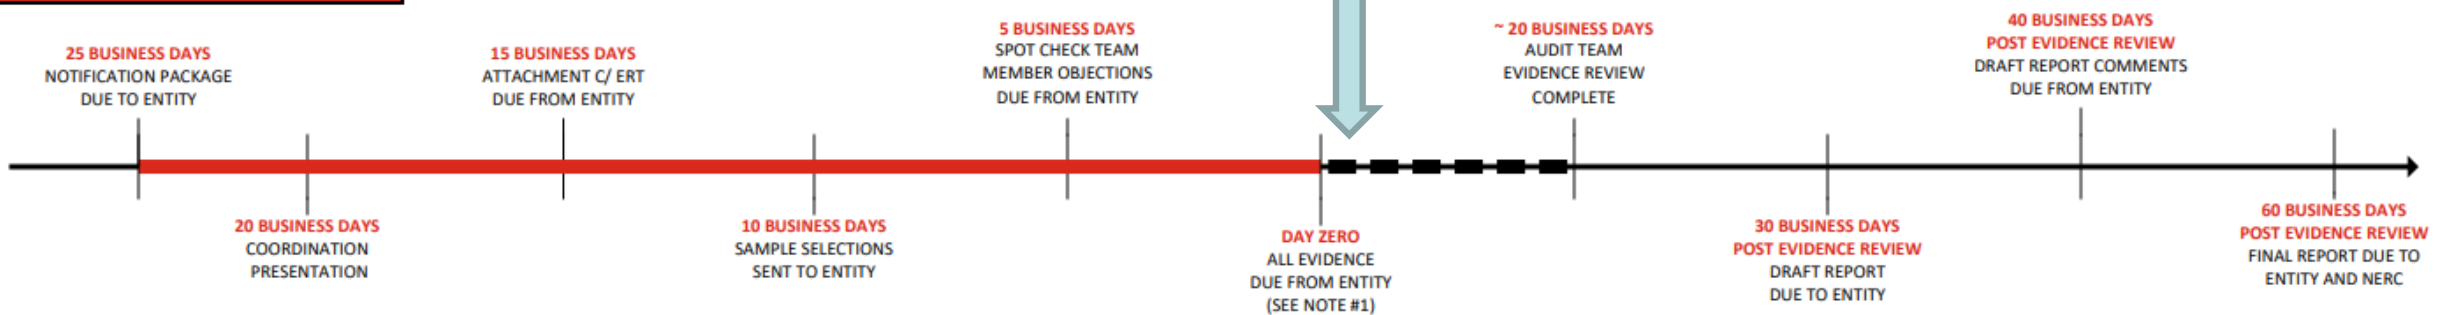 25 BUSINESS DAYS
NOTIFICATION PACKAGE
DUE TO ENTITY
20 BUSINESS DAYS
COORDINATION
PRESENTATION
15 BUSINESS DAYS
ATTACHMENT C/ ERT
DUE FROM ENTITY
10 BUSINESS DAYS
SAMPLE SELECTIONS
SENT TO ENTITY
5 BUSINESS DAYS
SPOT CHECK TEAM
MEMBER OBJECTIONS
DUE FROM ENTITY
DAY ZERO
ALL EVIDENCE
DUE FROM ENTITY
(SEE NOTE #1)
~ 20 BUSINESS DAYS
AUDIT TEAM
EVIDENCE REVIEW
COMPLETE
30 BUSINESS DAYS
POST EVIDENCE REVIEW
DRAFT REPORT
DUE TO ENTITY
40 BUSINESS DAYS
POST EVIDENCE REVIEW
DRAFT REPORT COMMENTS
DUE FROM ENTITY
60 BUSINESS DAYS
POST EVIDENCE REVIEW
FINAL REPORT DUE TO
ENTITY AND NERC